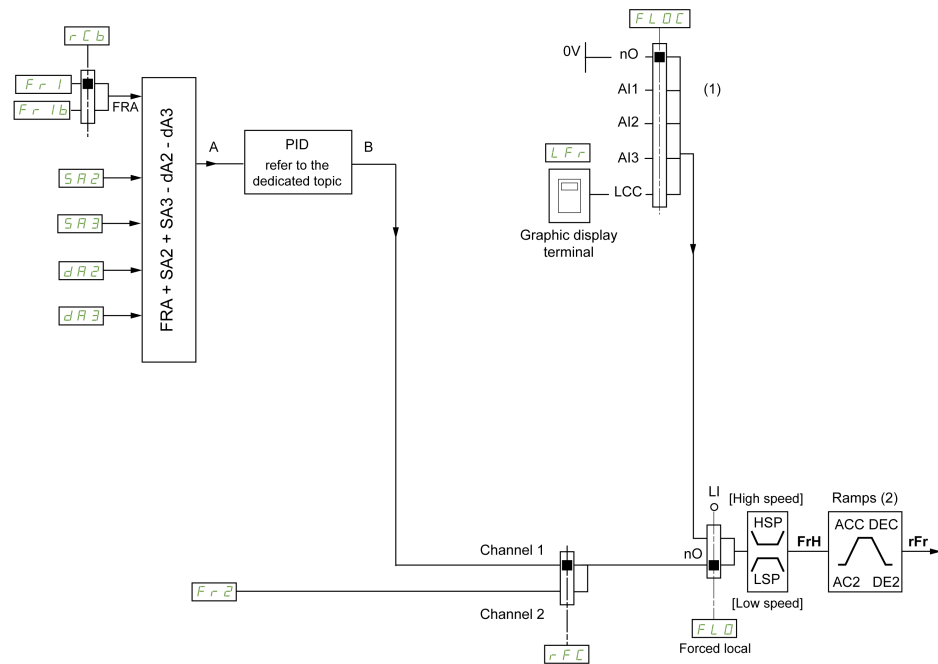 FLOC
rCb
0V
nO
Fr1
AI1
(1)
Fr1b
FRA
AI2
FRA + SA2 + SA3 - dA2 - dA3
A
PID
refer to the
dedicated topic
B
LFr
AI3
SA2
LCC
SA3
Graphic display
terminal
dA2
dA3
LI
[High speed]
Ramps (2)
HSP
ACC DEC
FrH
rFr
Channel 1
nO
LSP
AC2 DE2
Fr2
[Low speed]
Channel 2
FLO
Forced local
rFC